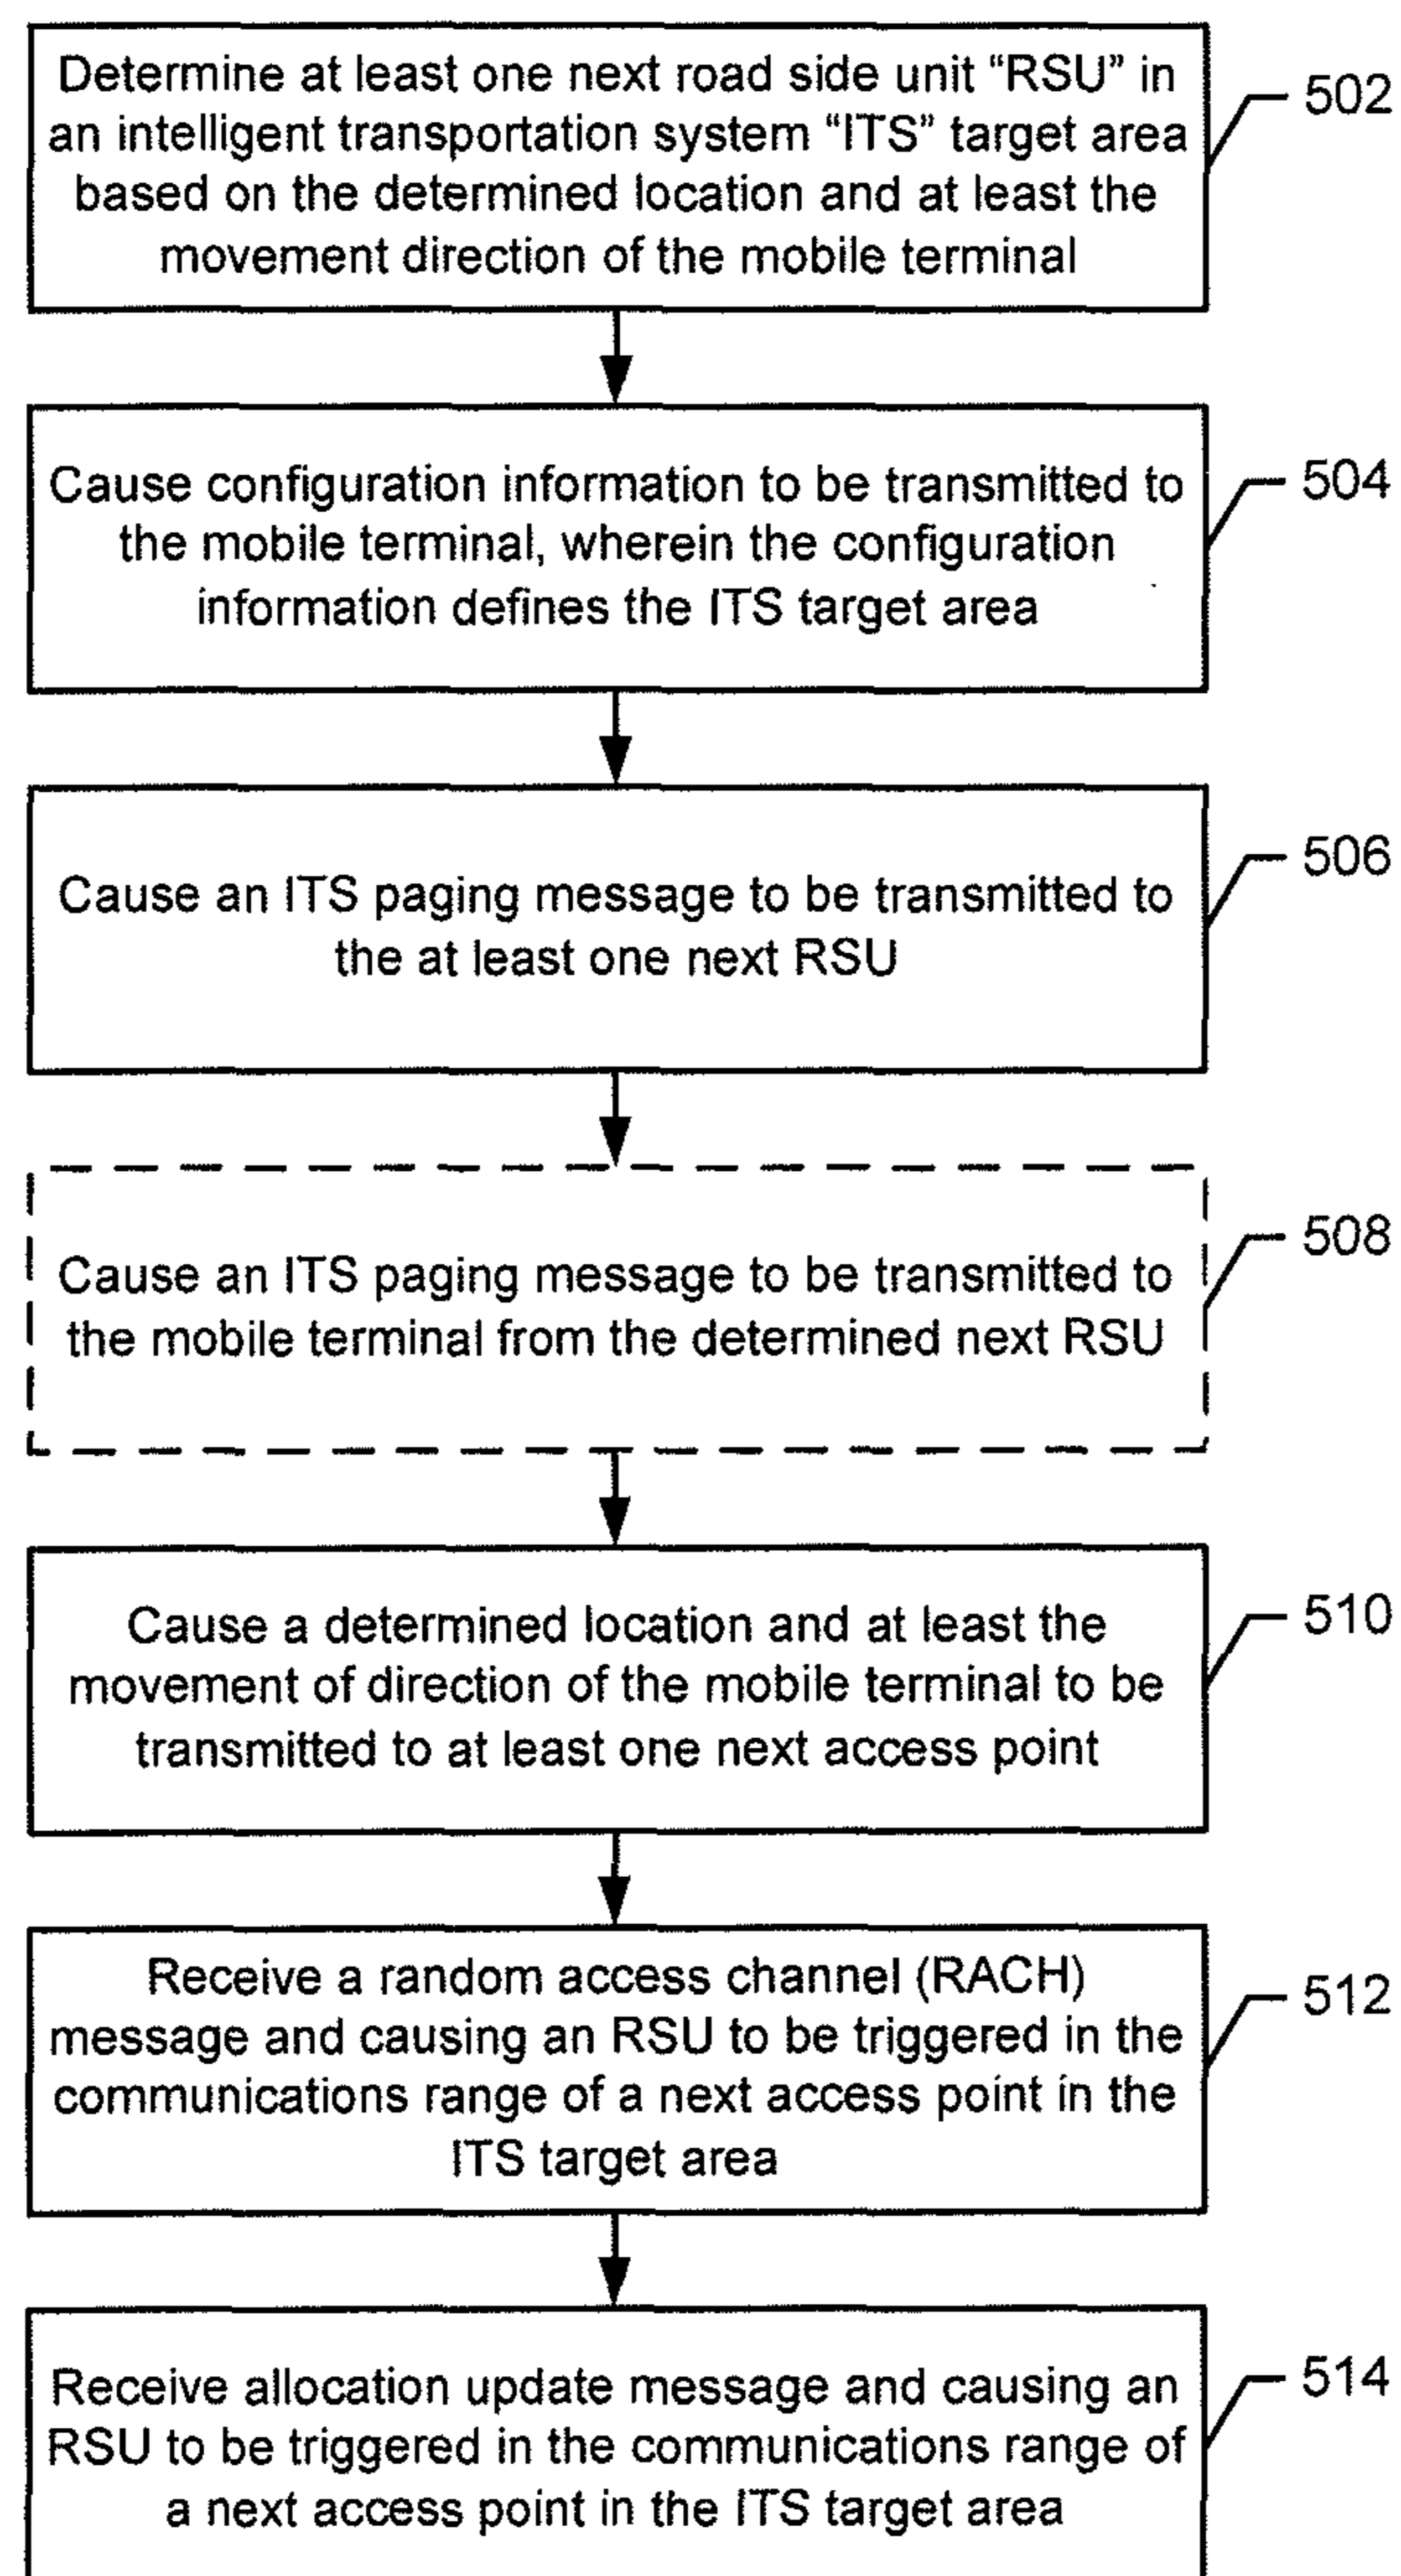 Determine at least one next road side unit “RSU” in
an intelligent transportation system “ITS” target area
based on the determined location and at least the
movement direction of the mobile terminal
502
Cause configuration information to be transmitted to
the mobile terminal, wherein the configuration
information defines the ITS target area
504
Cause an ITS paging message to be transmitted to
the at least one next RSU
506
Cause an ITS paging message to be transmitted to
the mobile terminal from the determined next RSU
508
Cause a determined location and at least the
movement of direction of the mobile terminal to be
transmitted to at least one next access point
510
Receive a random access channel (RACH)
message and causing an RSU to be triggered in the
communications range of a next access point in the
ITS target area
512
Receive allocation update message and causing an
RSU to be triggered in the communications range of
a next access point in the ITS target area
514